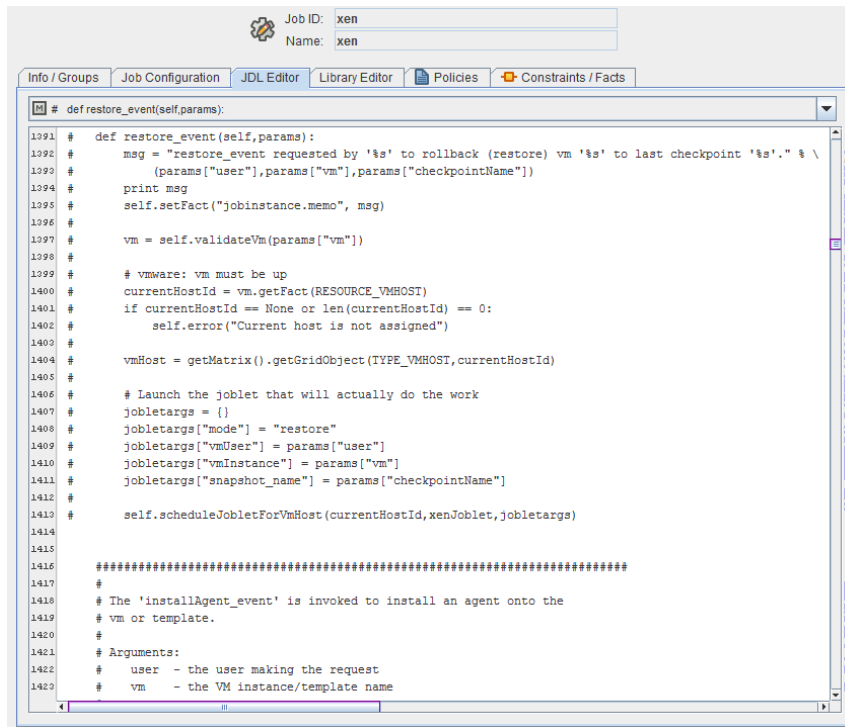 Job ID: xen
Name: xen
Info / Groups Job Configuration JDL Editor Library Editor Policies Constraints / Facts
M # def restore_event(self,params):
1391 #   def restore_event(self,params):
1392 #       msg = "restore_event requested by '%s' to rollback (restore) vm '%s' to last checkpoint '%s'." % \
1393 #           (params["user"],params["vm"],params["checkpointName"])
1394 #       print msg
1395 #       self.setFact("jobinstance.memo", msg)
1396 #
1397 #       vm = self.validateVm(params["vm"])
1398 #
1399 #       # vmware: vm must be up
1400 #       currentHostId = vm.getFact(RESOURCE_VMHOST)
1401 #       if currentHostId == None or len(currentHostId) == 0:
1402 #           self.error("Current host is not assigned")
1403 #
1404 #       vmHost = getMatrix().getGridObject(TYPE_VMHOST,currentHostId)
1405 #
1406 #       # Launch the joblet that will actually do the work
1407 #       jobletargs = {}
1408 #       jobletargs["mode"] = "restore"
1409 #       jobletargs["vmUser"] = params["user"]
1410 #       jobletargs["vmInstance"] = params["vm"]
1411 #       jobletargs["snapshot_name"] = params["checkpointName"]
1412 #
1413 #       self.scheduleJobletForVmHost(currentHostId,xenJoblet,jobletargs)
1414
1415
1416     ###########################################################################
1417     #
1418     # The 'installAgent_event' is invoked to install an agent onto the
1419     # vm or template.
1420     #
1421     # Arguments:
1422     #    user  - the user making the request
1423     #    vm    - the VM instance/template name